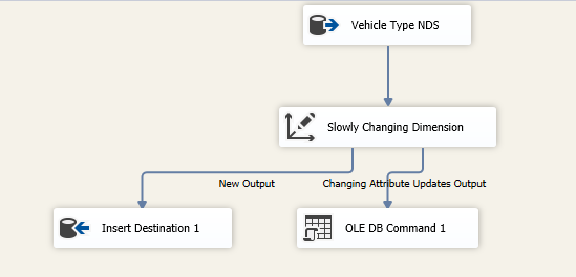 Vehicle Type NDS
Slowly Changing Dimension
New Output
Changing Attribute Updates Output
Insert Destination 1
OLE DB Command 1